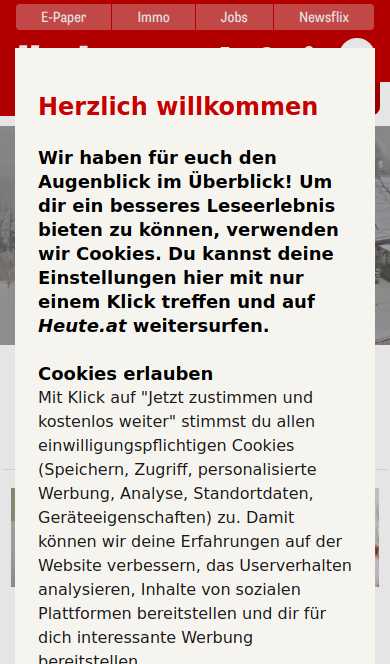 E-Paper
Immo
Jobs
Newsflix
Herzlich willkommen
Wir haben für euch den
Augenblick im Überblick! Um
dir ein besseres Leseerlebnis
bieten zu können, verwenden
wir Cookies. Du kannst deine
Einstellungen hier mit nur
einem Klick treffen und auf
Heute.at weitersurfen.
Cookies erlauben
Mit Klick auf "Jetzt zustimmen und
kostenlos weiter" stimmst du allen
einwilligungspflichtigen Cookies
(Speichern, Zugriff, personalisierte
Werbung, Analyse, Standortdaten,
Geräteeigenschaften) zu. Damit
können wir deine Erfahrungen auf der
Website verbessern, das Userverhalten
analysieren, Inhalte von sozialen
Plattformen bereitstellen und dir für
dich interessante Werbung
bereitstellen